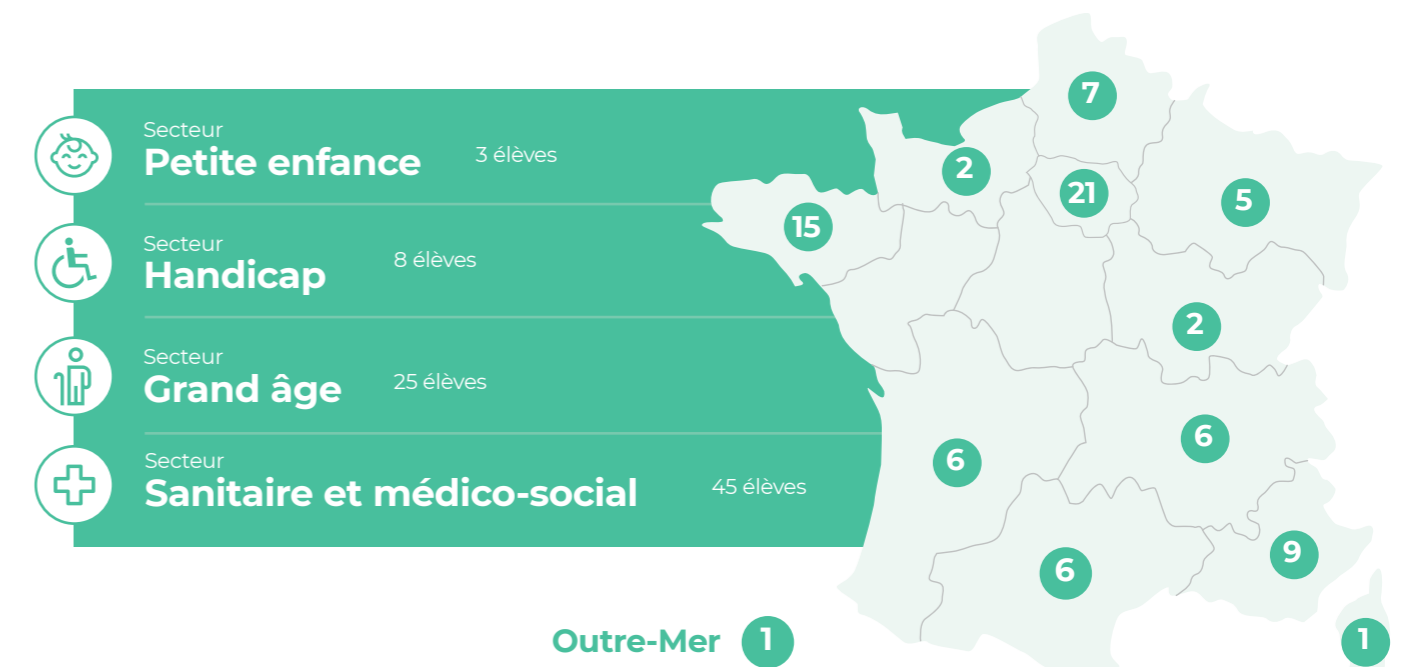 Secteur
Petite enfance
3 élèves
Secteur
Handicap
8 élèves
Secteur
Grand âge
25 élèves
Secteur
Sanitaire et médico-social
45 élèves
7
2
21
5
15
2
6
6
9
6
Outre-Mer 1
1